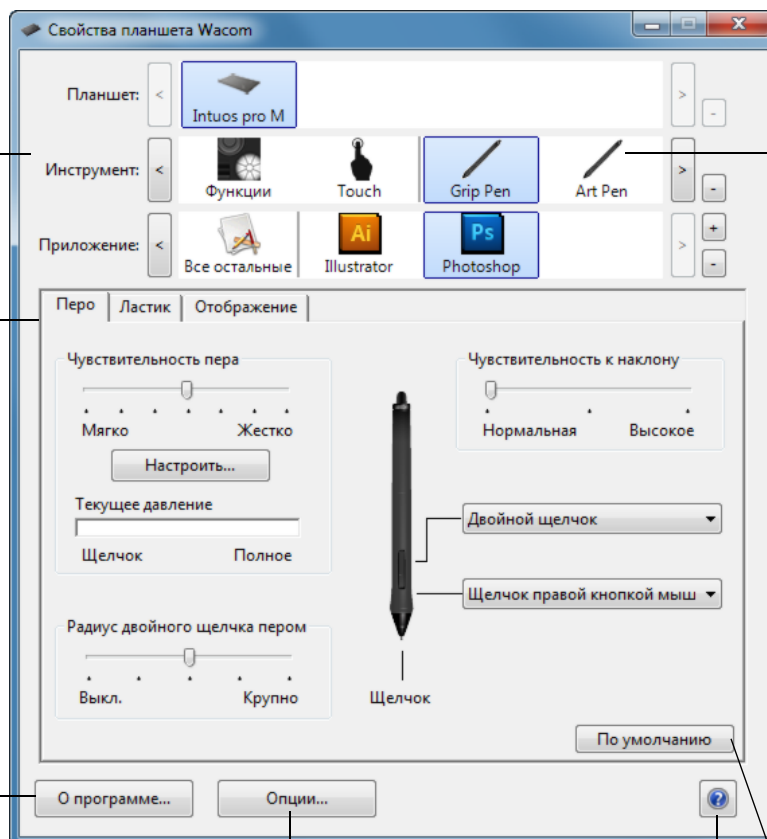 Свойства планшета Wacom
Планшет:
Intuos pro M
Инструмент:
Функции
Touch
Grip Pen
Art Pen
Приложение:
Ai
Ps
Все остальные
Illustrator
Photoshop
Перо
Ластик
Отображение
Чувствительность пера
Мягко
Жестко
Настроить...
Текущее давление
Щелчок
Полное
Чувствительность к наклону
Нормальная
Высокое
Двойной щелчок
Щелчок правой кнопкой мыш
Радиус двойного щелчка пером
Выкл.
Крупно
Щелчок
По умолчанию
О программе...
Опции...